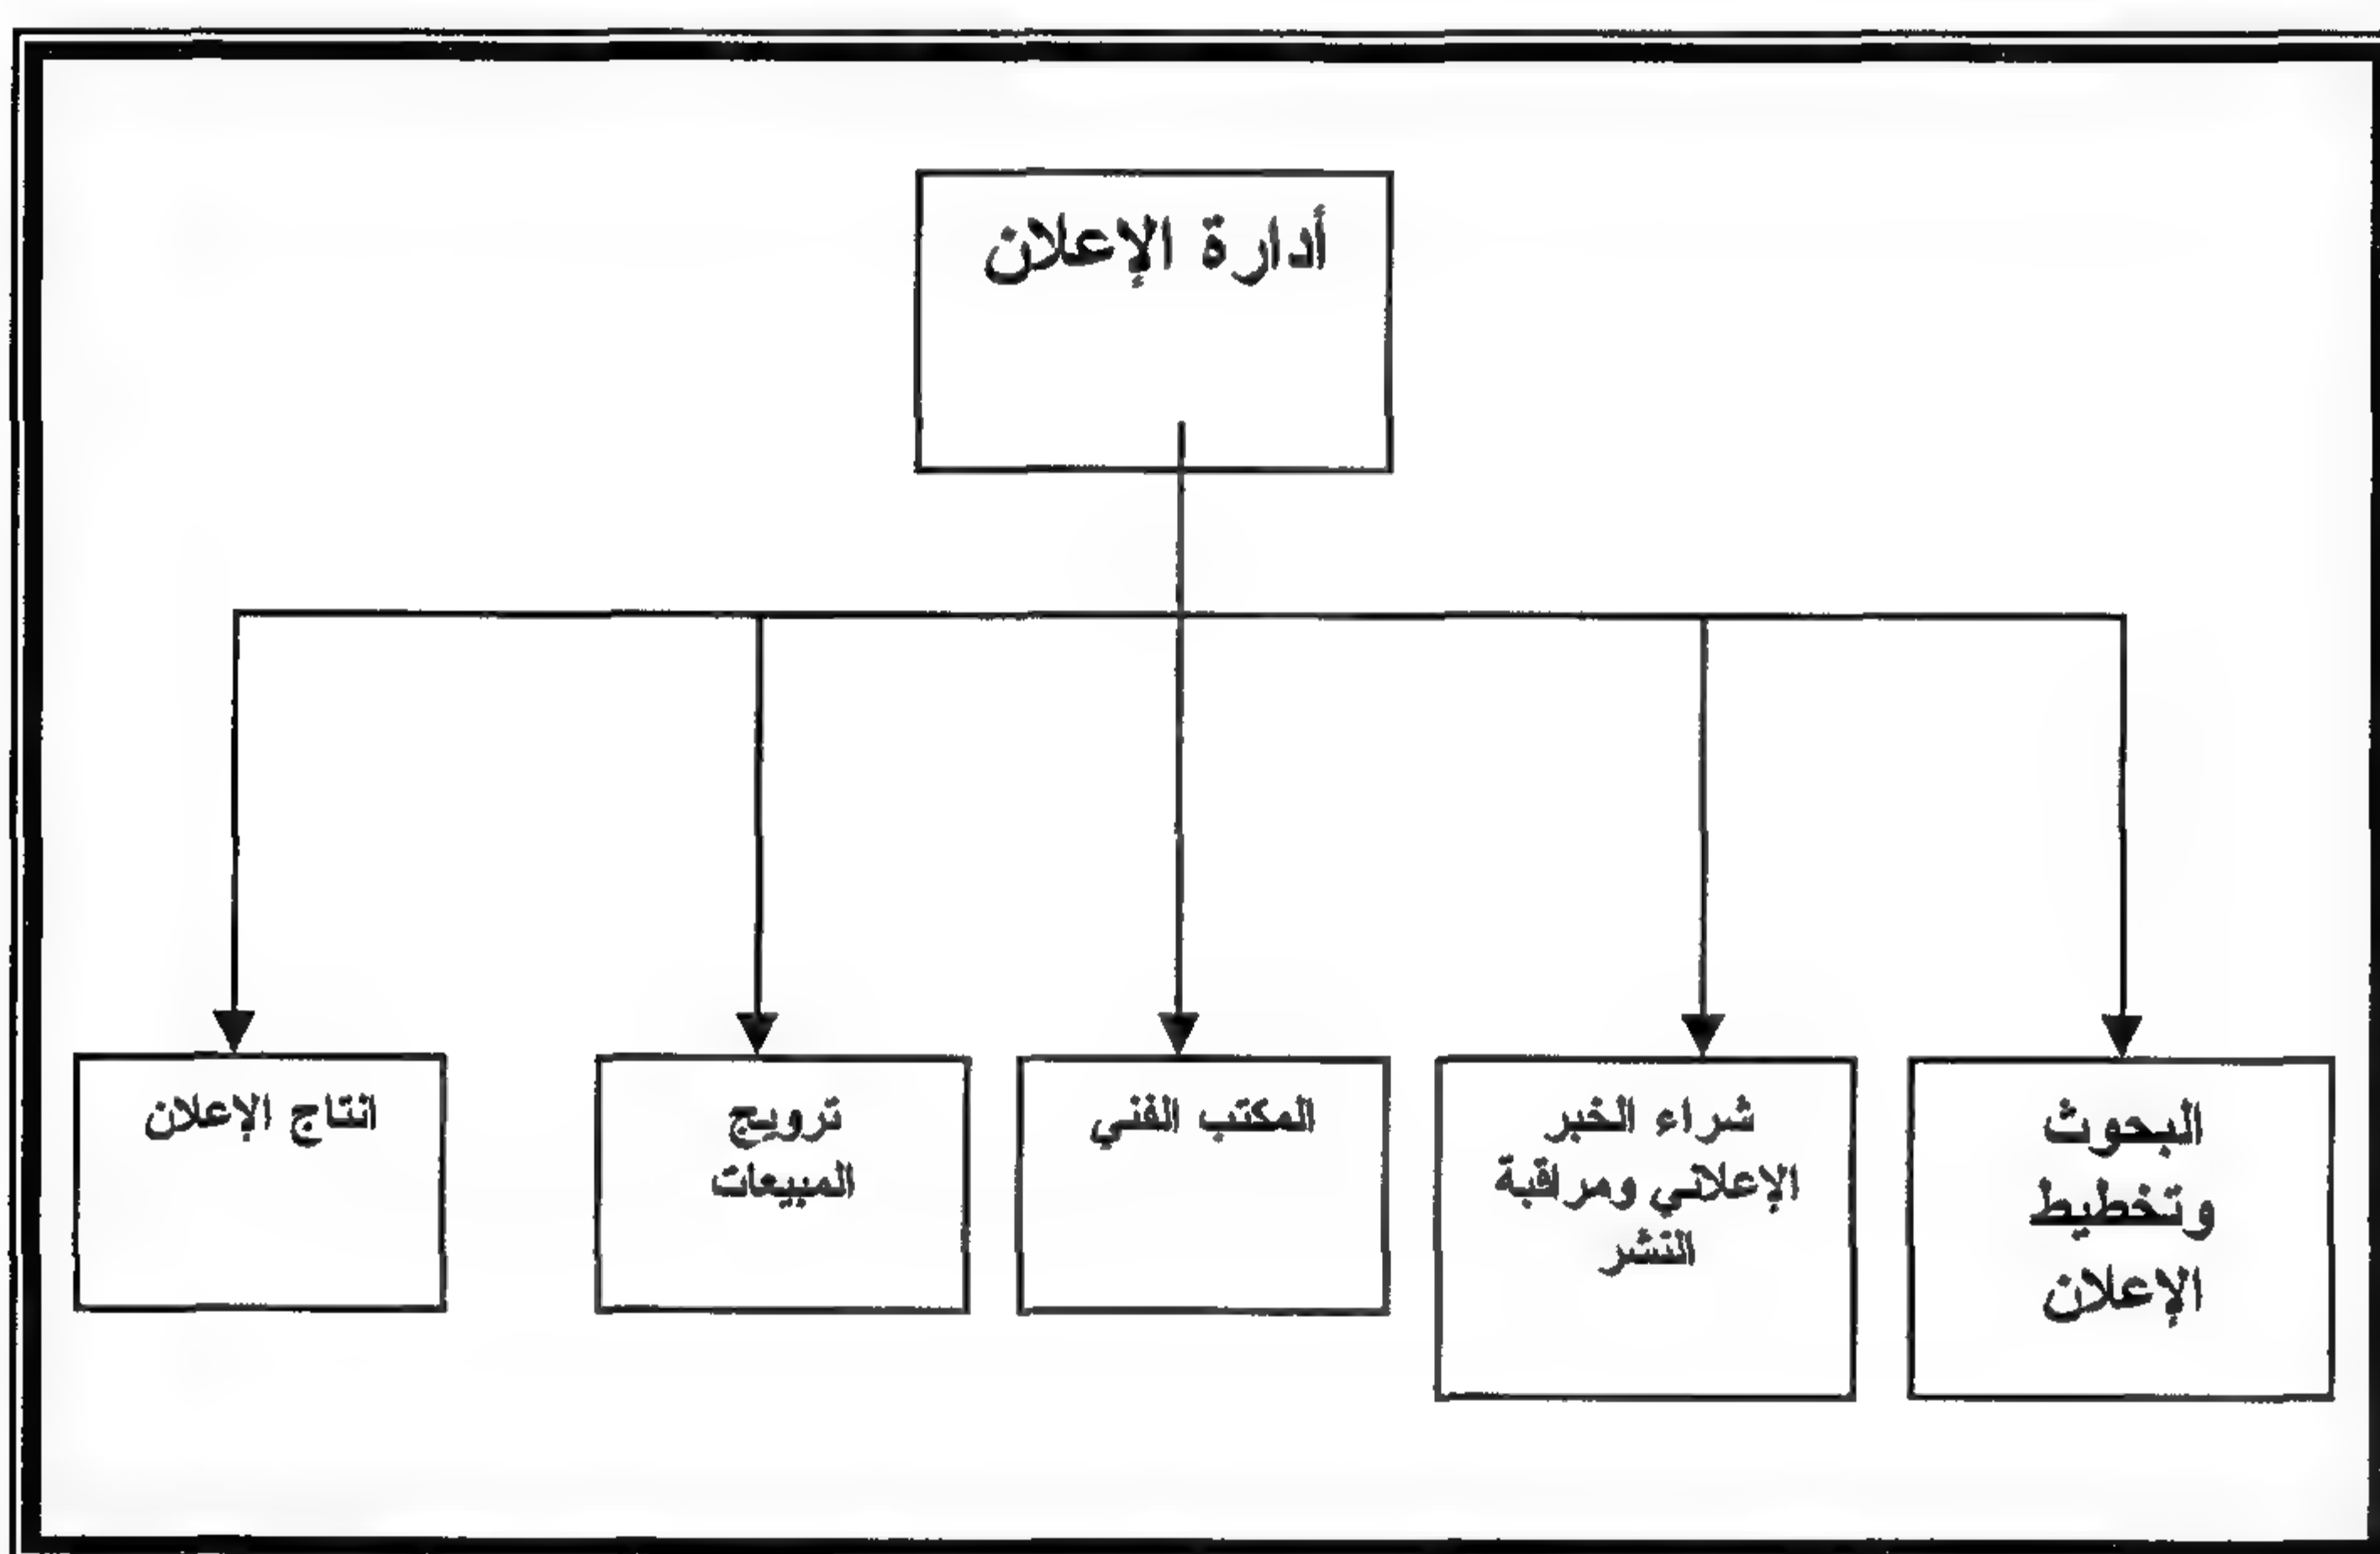 أدارة الإعلان
البحوث
وتخطيط
الإعلان
شراء الخبر
الإعلاني ومراقبة
النشر
المكتب الفني
ترويج
المبيعات
انتاج الإعلان